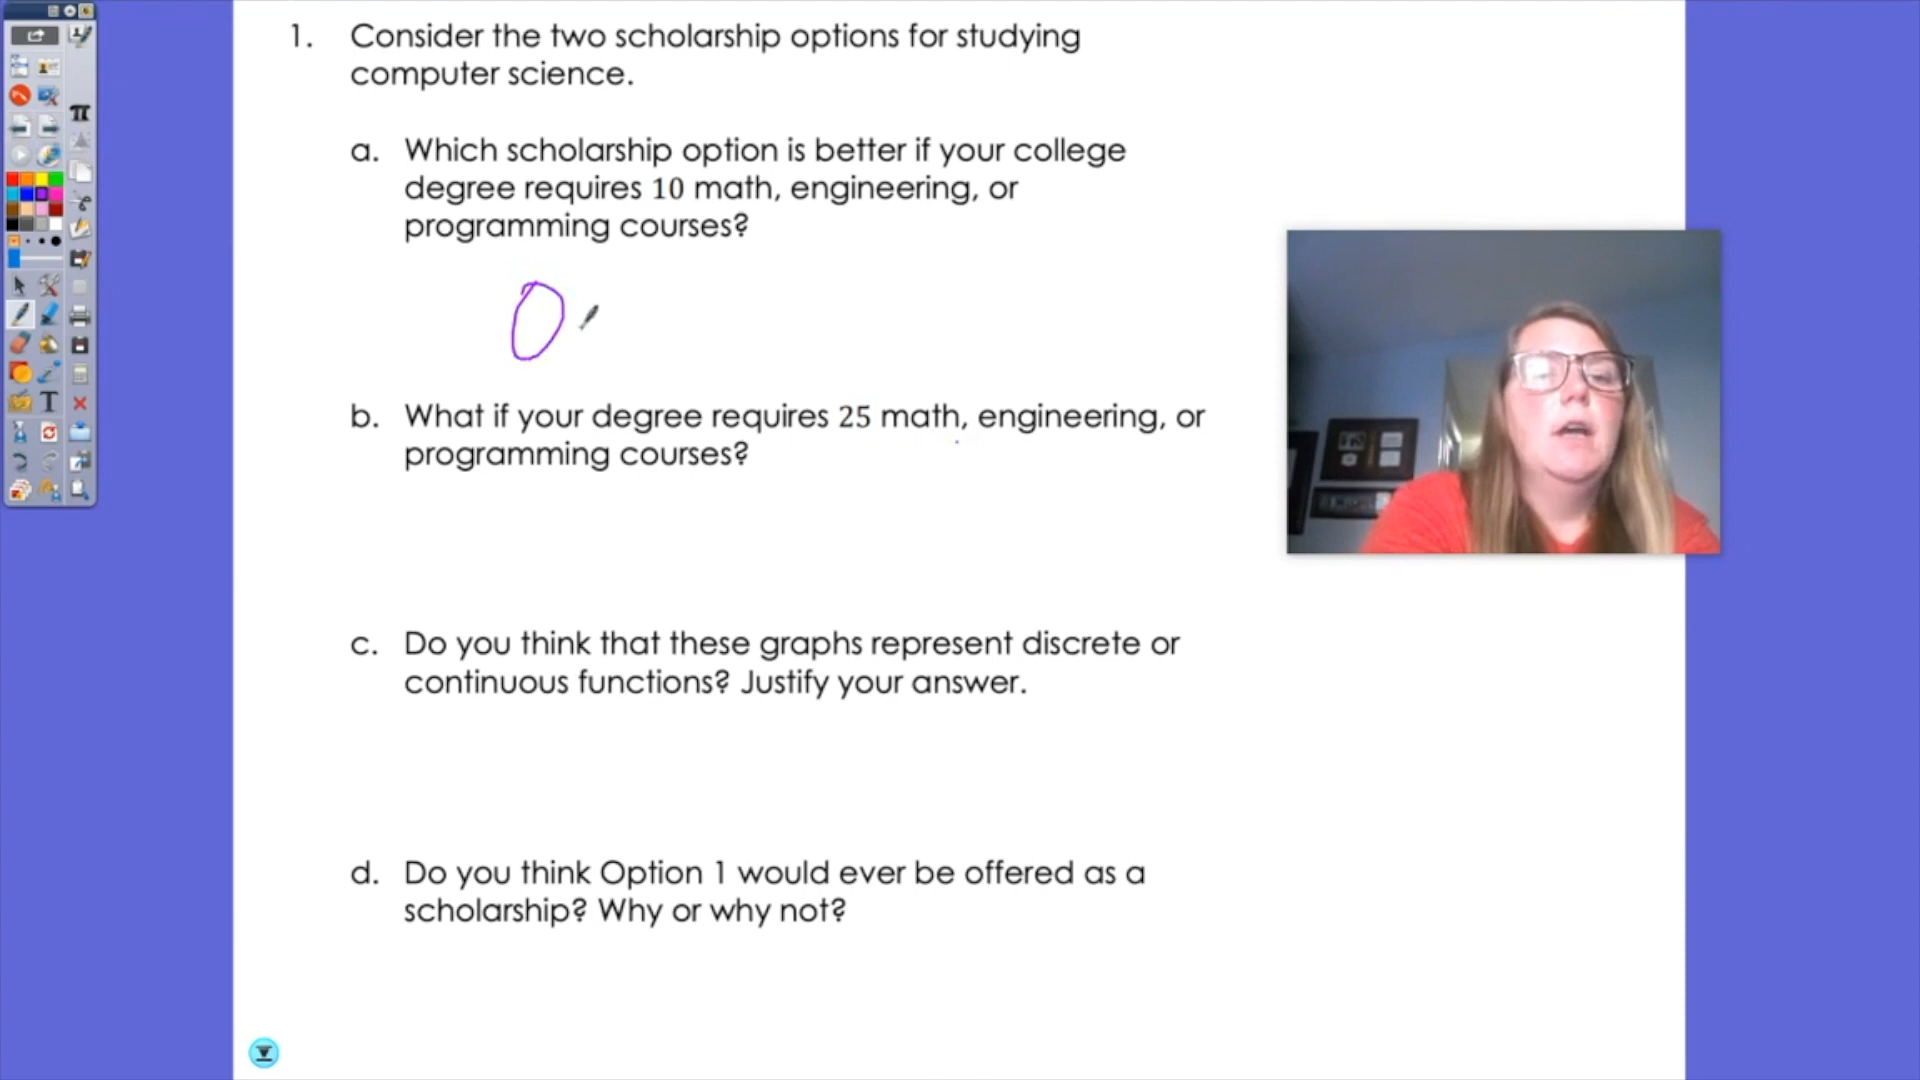 1. Consider the two scholarship options for studying
computer science.
a. Which scholarship option is better if your college
degree requires 10 math, engineering, or
programming courses?
O
b. What if your degree requires 25 math, engineering, or
programming courses?
c. Do you think that these graphs represent discrete or
continuous functions? Justify your answer.
d. Do you think Option 1 would ever be offered as a
scholarship? Why or why not?